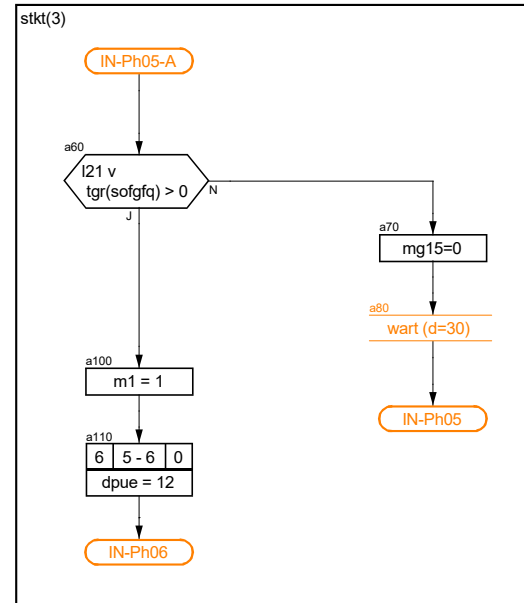 stkt(3)
IN-Ph05-A
a60
l21 v
tgr(sofgfq) > 0
N
J
a70
mg15=0
a80
wart (d=30)
IN-Ph05
a100
m1 = 1
a110
6 5 - 6 0
dpue = 12
IN-Ph06